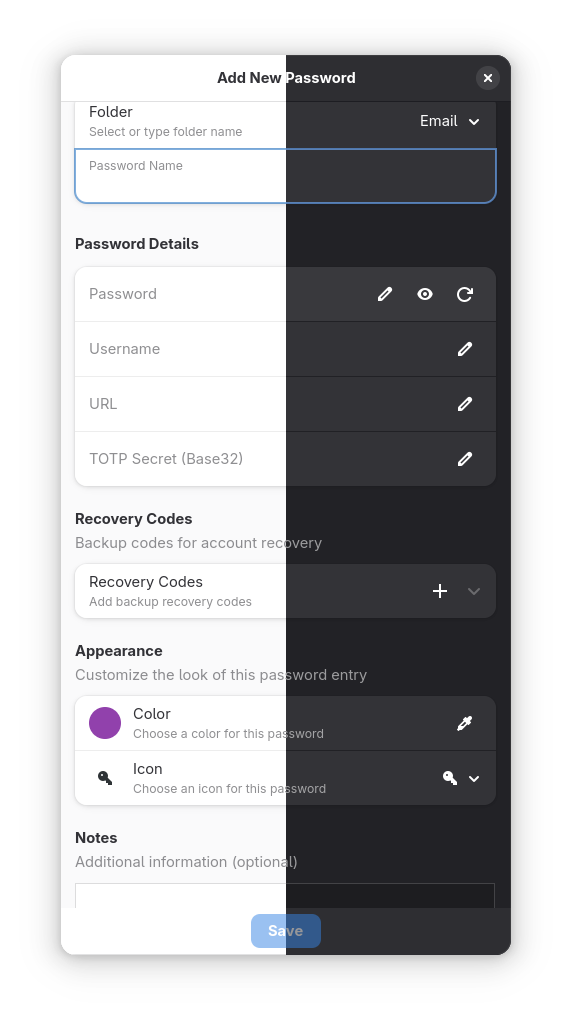 Add New Password
Folder
Select or type folder name
Email
Password Name
Password Details
Password
Username
URL
TOTP Secret (Base32)
Recovery Codes
Backup codes for account recovery
Recovery Codes
Add backup recovery codes
Appearance
Customize the look of this password entry
Color
Choose a color for this password
Icon
Choose an icon for this password
Notes
Additional information (optional)
Save